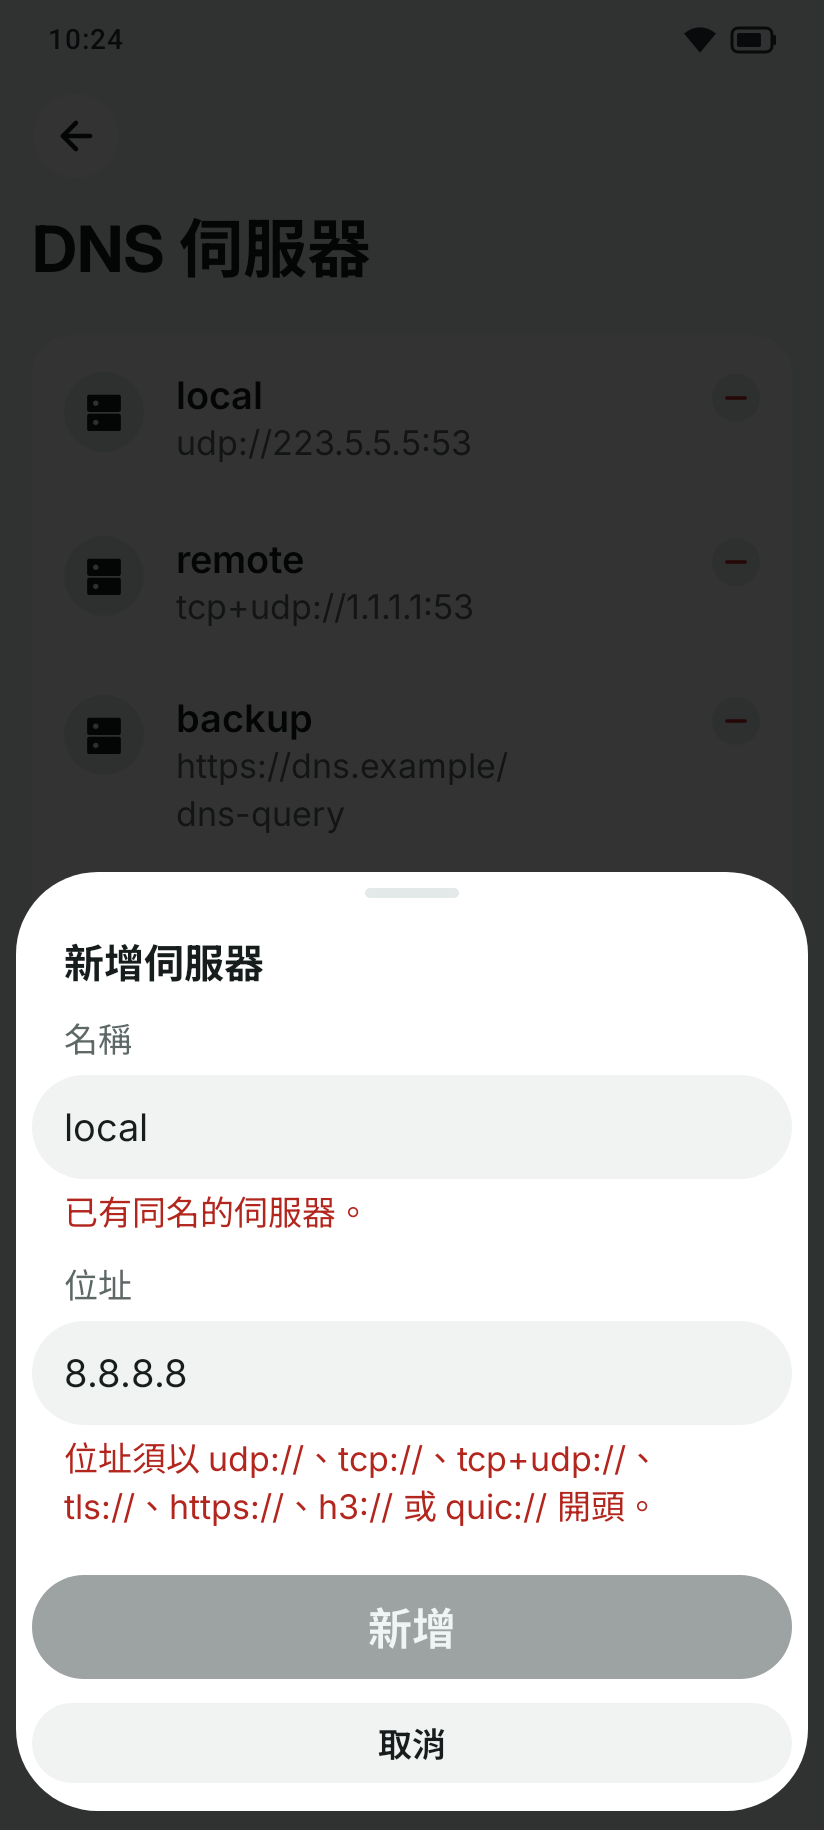 10:24
DNS 伺服器
local
udp://223.5.5.5:53
remote
tcp+udp://1.1.1.1:53
backup
https://dns.example/
dns-query
新增伺服器
名稱
local
已有同名的伺服器。
位址
8.8.8.8
位址須以 udp://、tcp://、tcp+udp://、
tls://、https://、h3:// 或 quic:// 開頭。
新增
取消